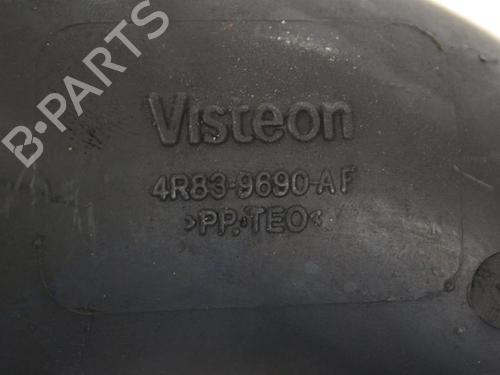 Visteon
4R83-9690-AF
>PP.TEO<
B-PARTS